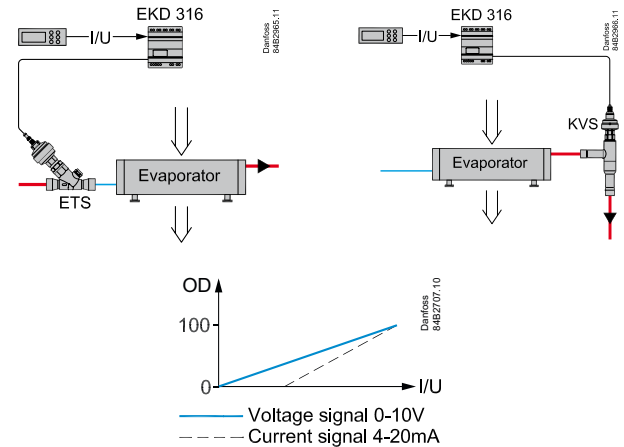 EKD 316
I/U
Danfoss
84B2965.11
Evaporator
ETS
EKD 316
I/U
Danfoss
84B2966.11
KVS
Evaporator
OD
100
0
I/U
Danfoss
84B2707.10
Voltage signal 0-10V
Current signal 4-20mA